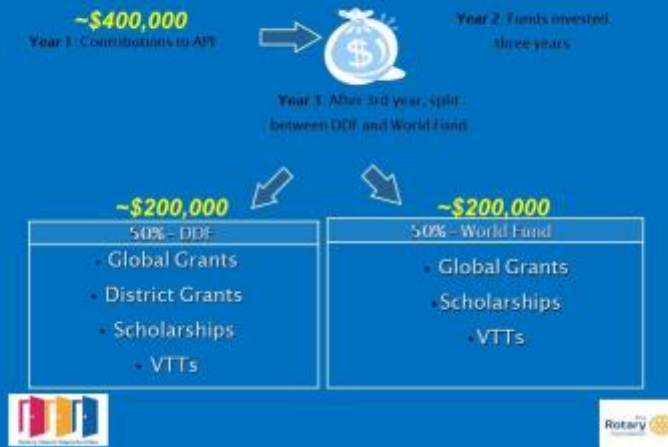 ~$400,000
Year 1: Contributions to APF
$
Year 2: Funds invested
three years
Year 3: After 3rd year, split
between DDF and World Fund
~$200,000
50% - DDF
• Global Grants
• District Grants
• Scholarships
• VTTs
~$200,000
50% - World Fund
• Global Grants
• Scholarships
• VTTs
Rotary